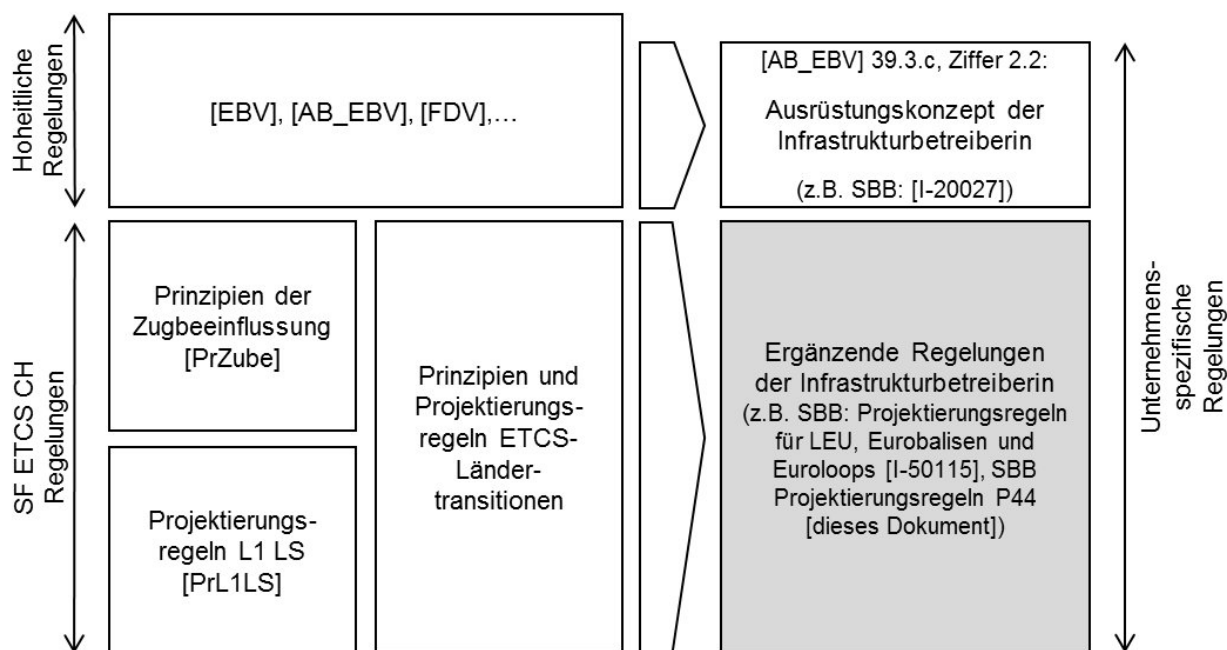 Hoheitliche
Regelungen
[EBV], [AB_EBV], [FDV],…
[AB_EBV] 39.3.c, Ziffer 2.2:
Ausrüstungskonzept der
Infrastrukturbetreiberin
(z.B. SBB: [I-20027])
SF ETCS CH
Regelungen
Prinzipien der
Zugbeeinflussung
[PrZube]
Projektierungs-
regeln L1 LS
[PrL1LS]
Prinzipien und
Projektierungs-
regeln ETCS-
Länder-
transitionen
Ergänzende Regelungen
der Infrastrukturbetreiberin
(z.B. SBB: Projektierungsregeln
für LEU, Eurobalisen und
Euroloops [I-50115], SBB
Projektierungsregeln P44
[dieses Dokument])
Unternehmens-
spezifische
Regelungen